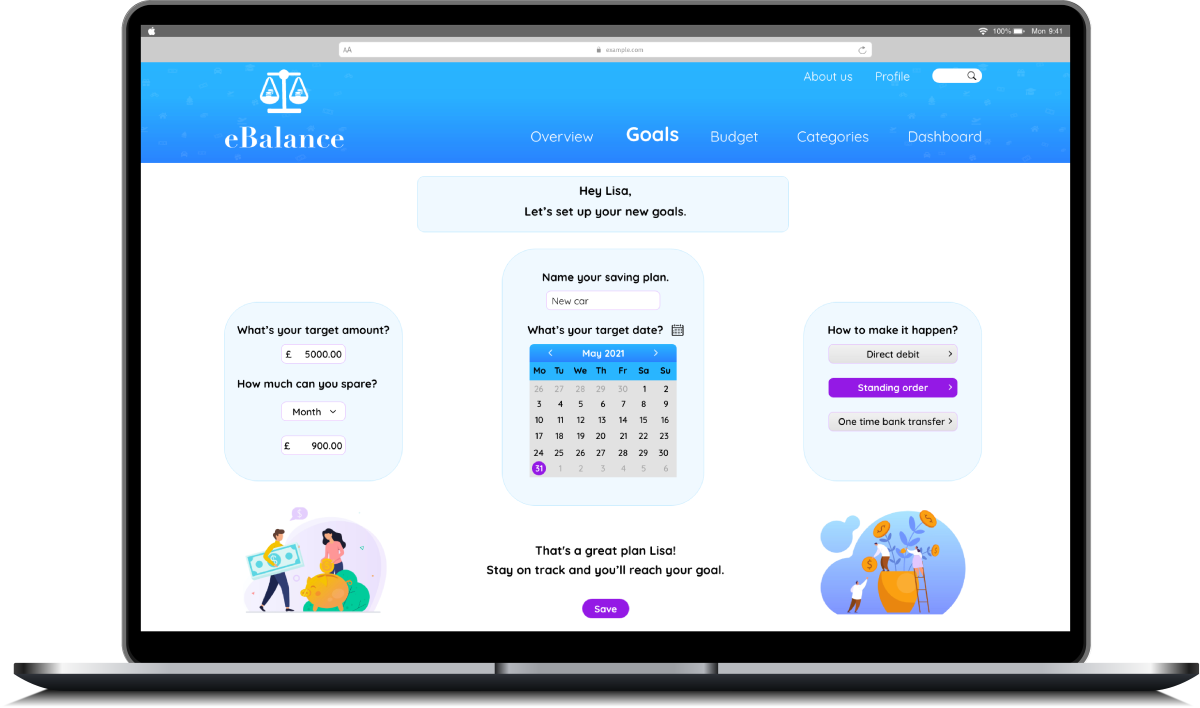 100% Mon 9:41
AA example.com
About us Profile
eBalance
Overview Goals Budget Categories Dashboard
Hey Lisa,
Let's set up your new goals.
What's your target amount?
£ 5000.00
How much can you spare?
Month
£ 900.00
Name your saving plan.
New car
What's your target date?
< May 2021 >
Mo Tu We Th Fr Sa Su
26 27 28 29 30 1 2
3 4 5 6 7 8 9
10 11 12 13 14 15 16
17 18 19 20 21 22 23
24 25 26 27 28 29 30
31 1 2 3 4 5 6
How to make it happen?
Direct debit >
Standing order >
One time bank transfer >
That's a great plan Lisa!
Stay on track and you'll reach your goal.
Save